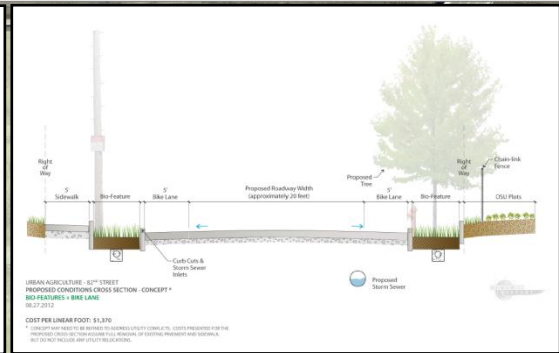 Right
of
Way
5'
Sidewalk
Bio-Feature
5'
Bike Lane
Proposed Roadway Width
(approximately 20 feet)
Proposed
Tree
5'
Bike Lane
Bio-Feature
Right
of
Way
Chain-link
Fence
OSU Plots
Curb Cuts &
Storm Sewer
Inlets
Proposed
Storm Sewer
URBAN AGRICULTURE - 82ND STREET
PROPOSED CONDITIONS CROSS SECTION - CONCEPT *
BIO-FEATURES + BIKE LANE
08.27.2012
COST PER LINEAR FOOT: $1,370
* CONCEPT MAY NEED TO BE REFINED TO ADDRESS UTILITY CONFLICTS. COSTS PRESENTED FOR THE
PROPOSED CROSS SECTION ASSUME FULL REMOVAL OF EXISTING PAVEMENT AND SIDEWALK,
BUT DO NOT INCLUDE ANY UTILITY RELOCATIONS.